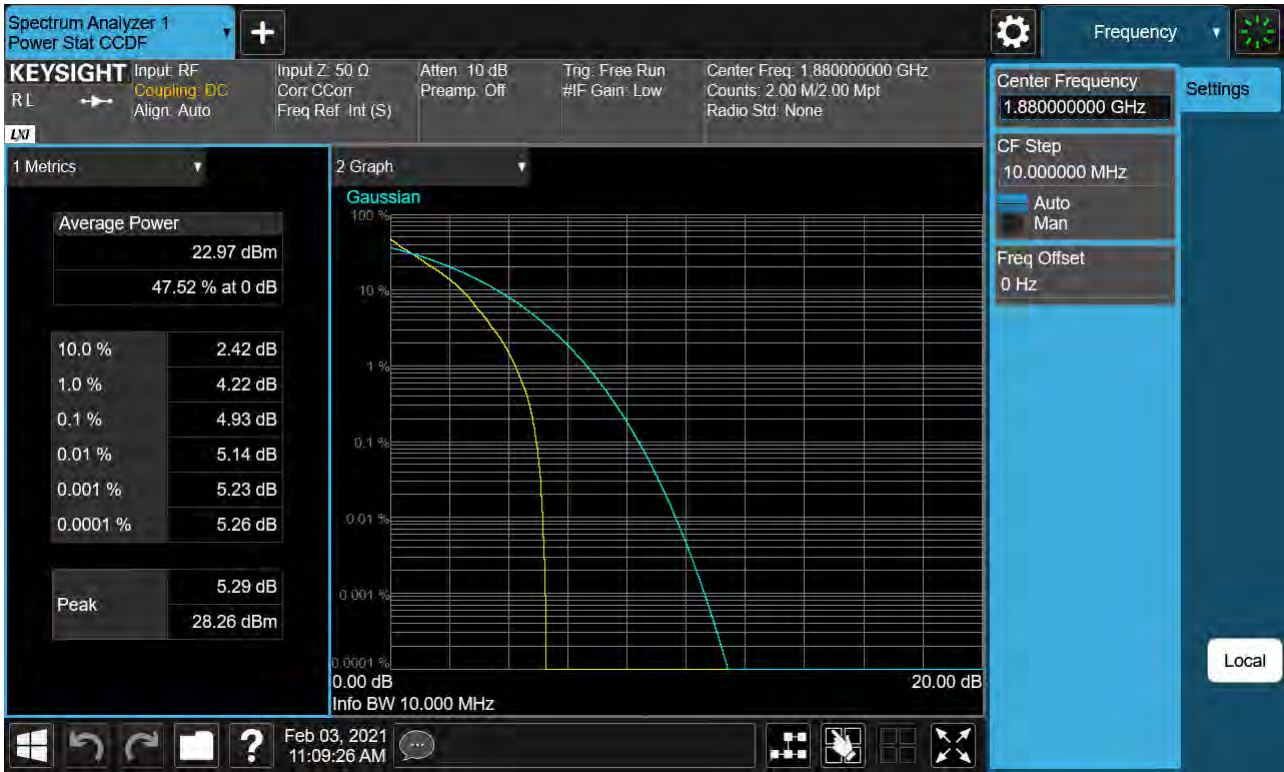 Spectrum Analyzer 1
Power Stat CCDF
+
Frequency
KEYSIGHT
RL
LXI
Input: RF
Coupling: DC
Align: Auto
Input Z: 50 Ω
Corr CCorr
Freq Ref: Int (S)
Atten: 10 dB
Preamp: Off
Trig: Free Run
#IF Gain: Low
Center Freq: 1.880000000 GHz
Counts: 2.00 M/2.00 Mpt
Radio Std: None
Center Frequency
1.880000000 GHz
Settings
CF Step
10.000000 MHz
Auto
Man
Freq Offset
0 Hz
1 Metrics
Average Power
22.97 dBm
47.52 % at 0 dB
10.0 % 2.42 dB
1.0 % 4.22 dB
0.1 % 4.93 dB
0.01 % 5.14 dB
0.001 % 5.23 dB
0.0001 % 5.26 dB
Peak
5.29 dB
28.26 dBm
2 Graph
Gaussian
100 %
10 %
1 %
0.1 %
0.01 %
0.001 %
0.0001 %
0.00 dB 20.00 dB
Info BW 10.000 MHz
Local
?
Feb 03, 2021
11:09:26 AM